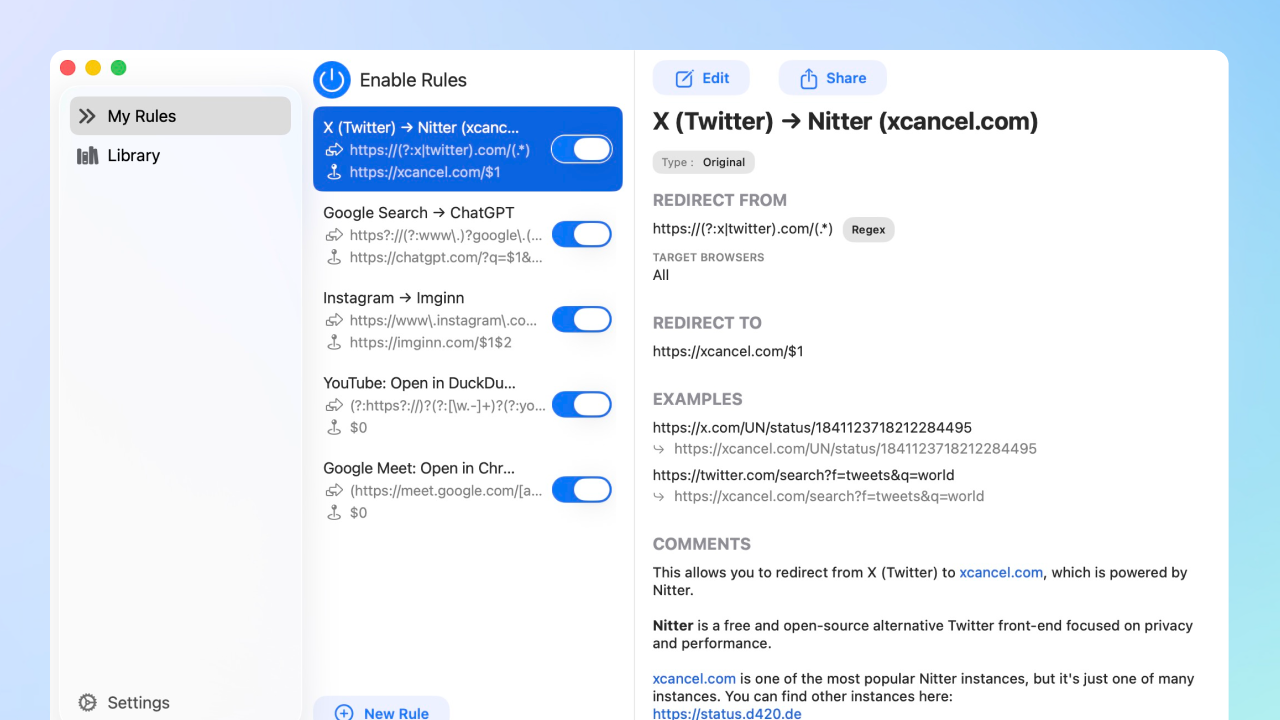 My Rules
Library
Settings
Enable Rules
X (Twitter) → Nitter (xcanc...
https://(?:x|twitter).com/(.*)
https://xcancel.com/$1
Google Search → ChatGPT
https?://(?:www\.)?google\.(...
https://chatgpt.com/?q=$1&...
Instagram → Imginn
https://www\.instagram\.co...
https://imginn.com/$1$2
YouTube: Open in DuckDu...
(?:https?://)?(?:[\w.-]+)?(?:yo...
$0
Google Meet: Open in Chr...
(https://meet.google.com/[a...
$0
New Rule
Edit
Share
X (Twitter) → Nitter (xcancel.com)
Type : Original
REDIRECT FROM
https://(?:x|twitter).com/(.*) Regex
TARGET BROWSERS
All
REDIRECT TO
https://xcancel.com/$1
EXAMPLES
https://x.com/UN/status/1841123718212284495
https://xcancel.com/UN/status/1841123718212284495
https://twitter.com/search?f=tweets&q=world
https://xcancel.com/search?f=tweets&q=world
COMMENTS
This allows you to redirect from X (Twitter) to xcancel.com, which is powered by
Nitter.
Nitter is a free and open-source alternative Twitter front-end focused on privacy
and performance.
xcancel.com is one of the most popular Nitter instances, but it's just one of many
instances. You can find other instances here:
https://status.d420.de